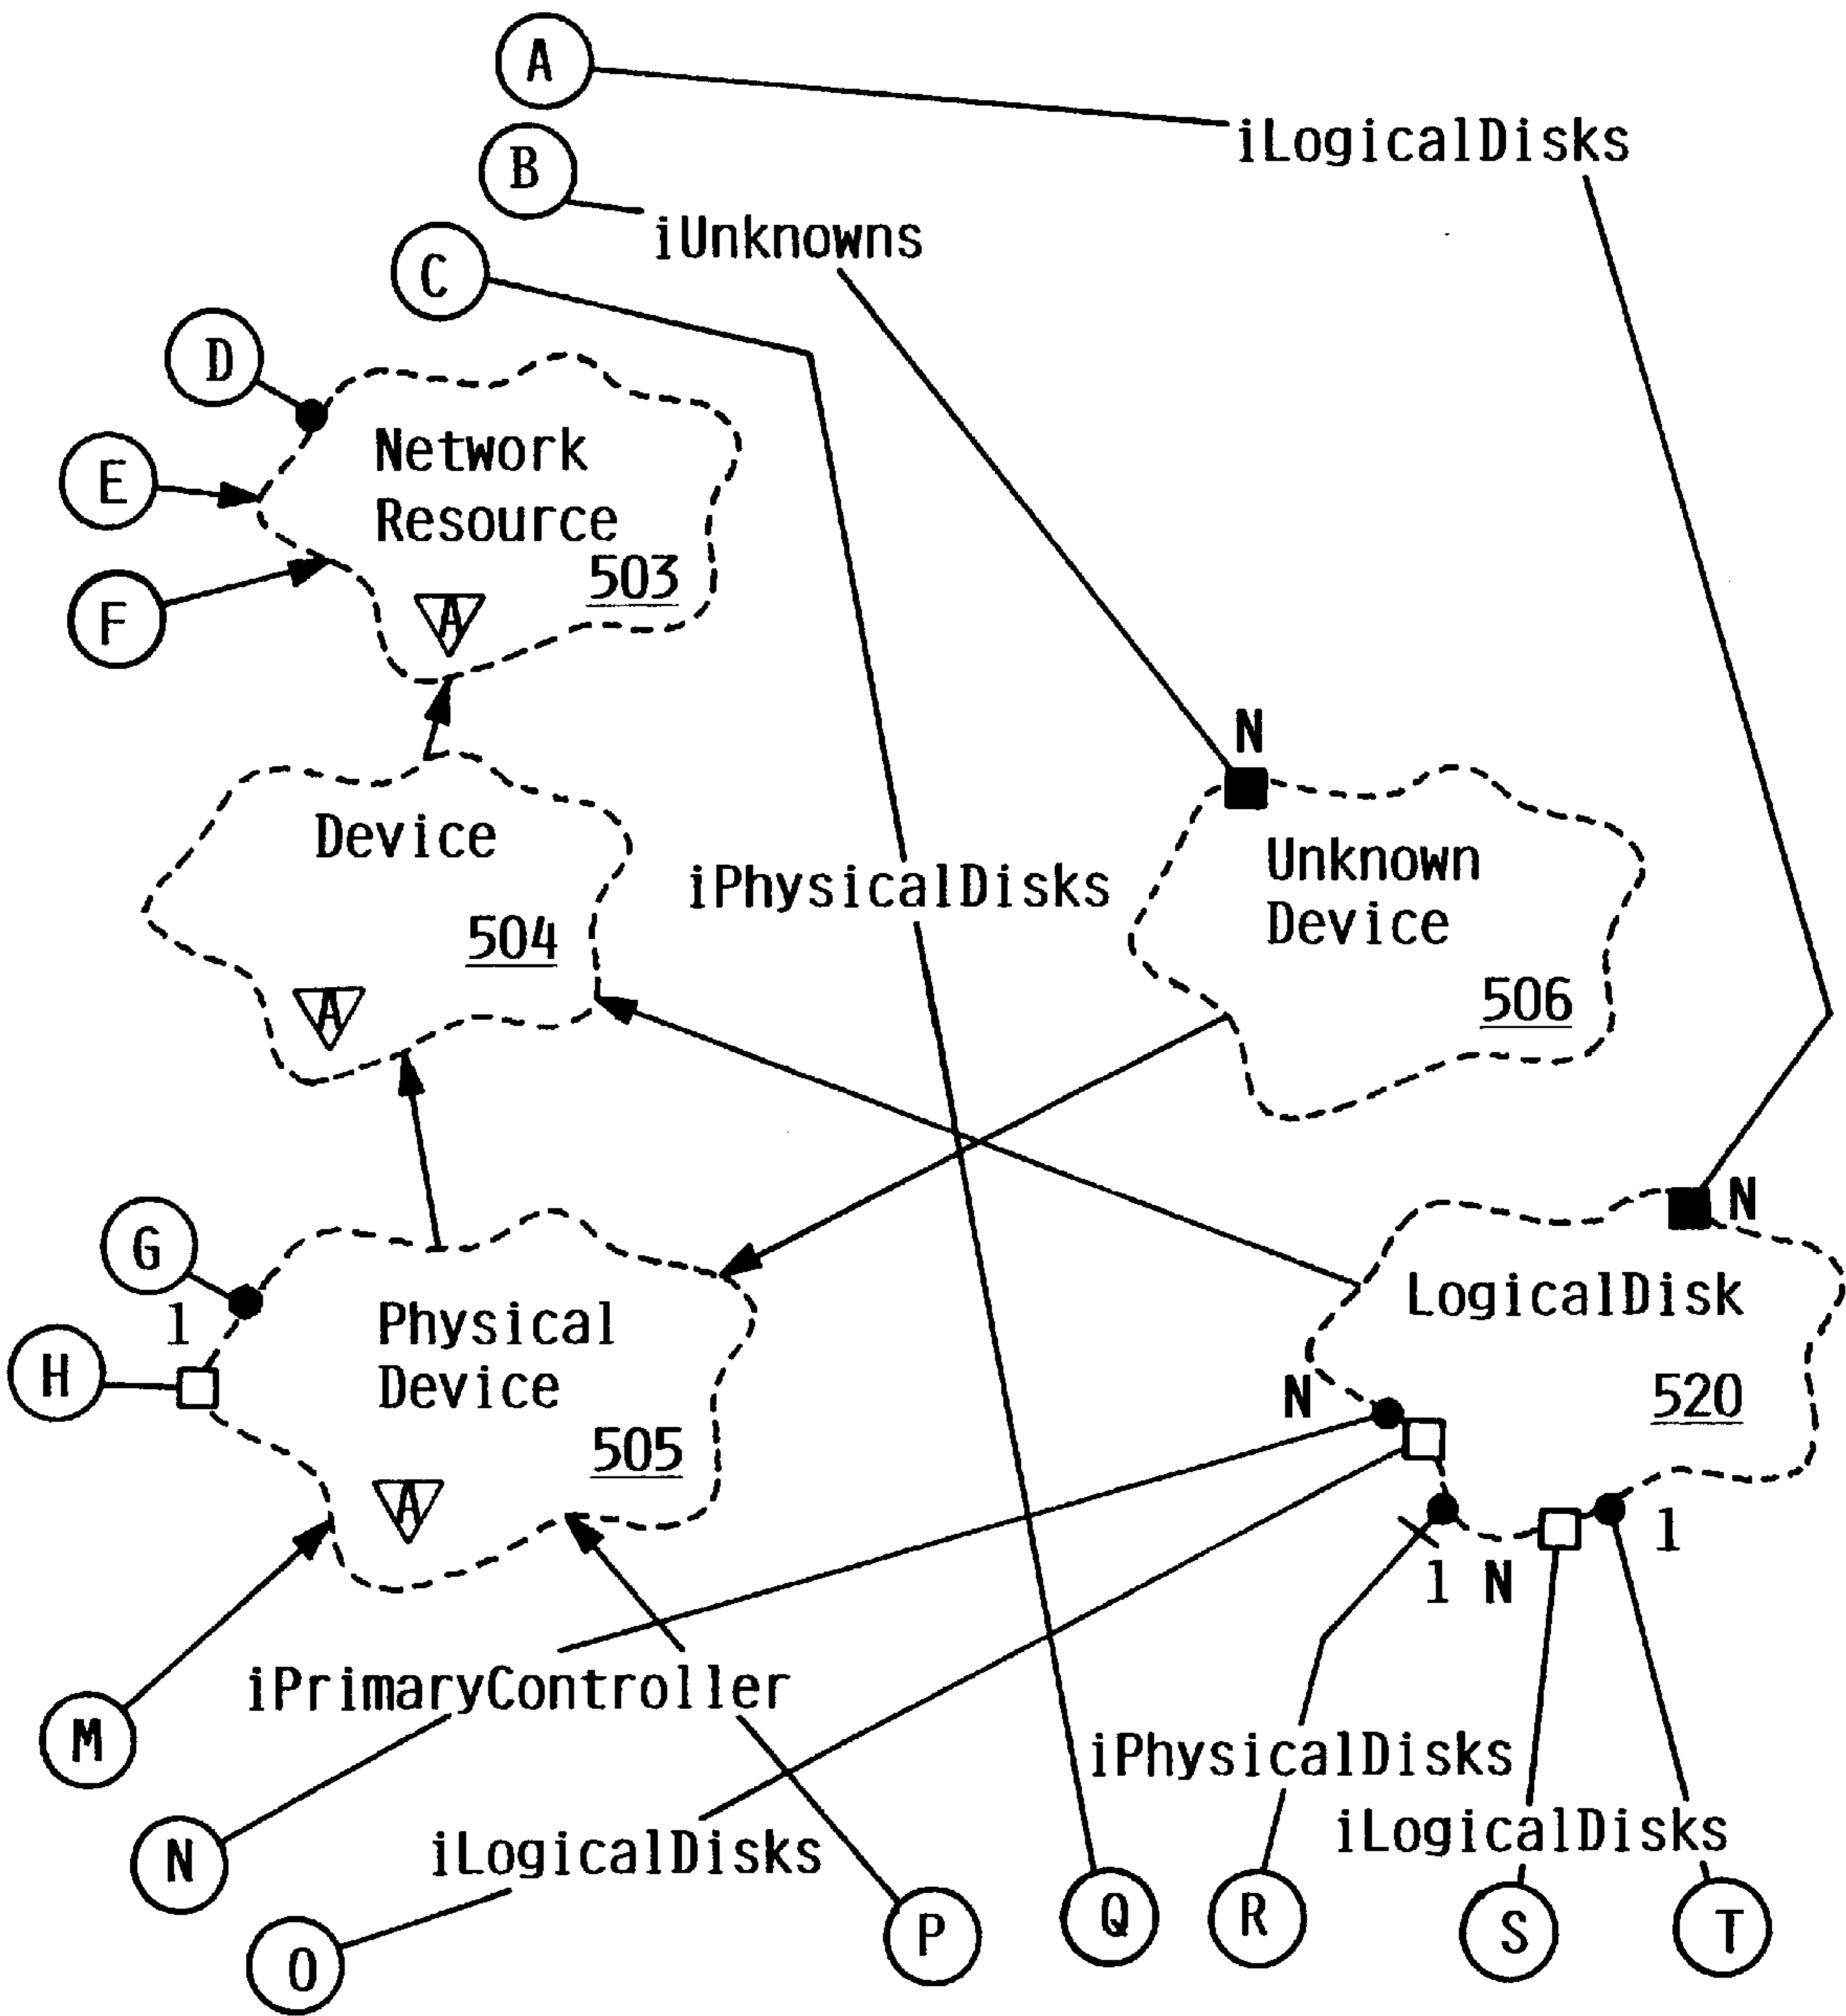 A
iLogicalDisks
B
iUnknowns
C
D
Network
Resource
503
A
E
F
N
Device
504
A
iPhysicalDisks
Unknown
Device
506
N
G
1
H
Physical
Device
505
A
LogicalDisk
520
N
1
1 N
M
iPrimaryController
N
iPhysicalDisks
iLogicalDisks
iLogicalDisks
O
P
Q
R
S
T